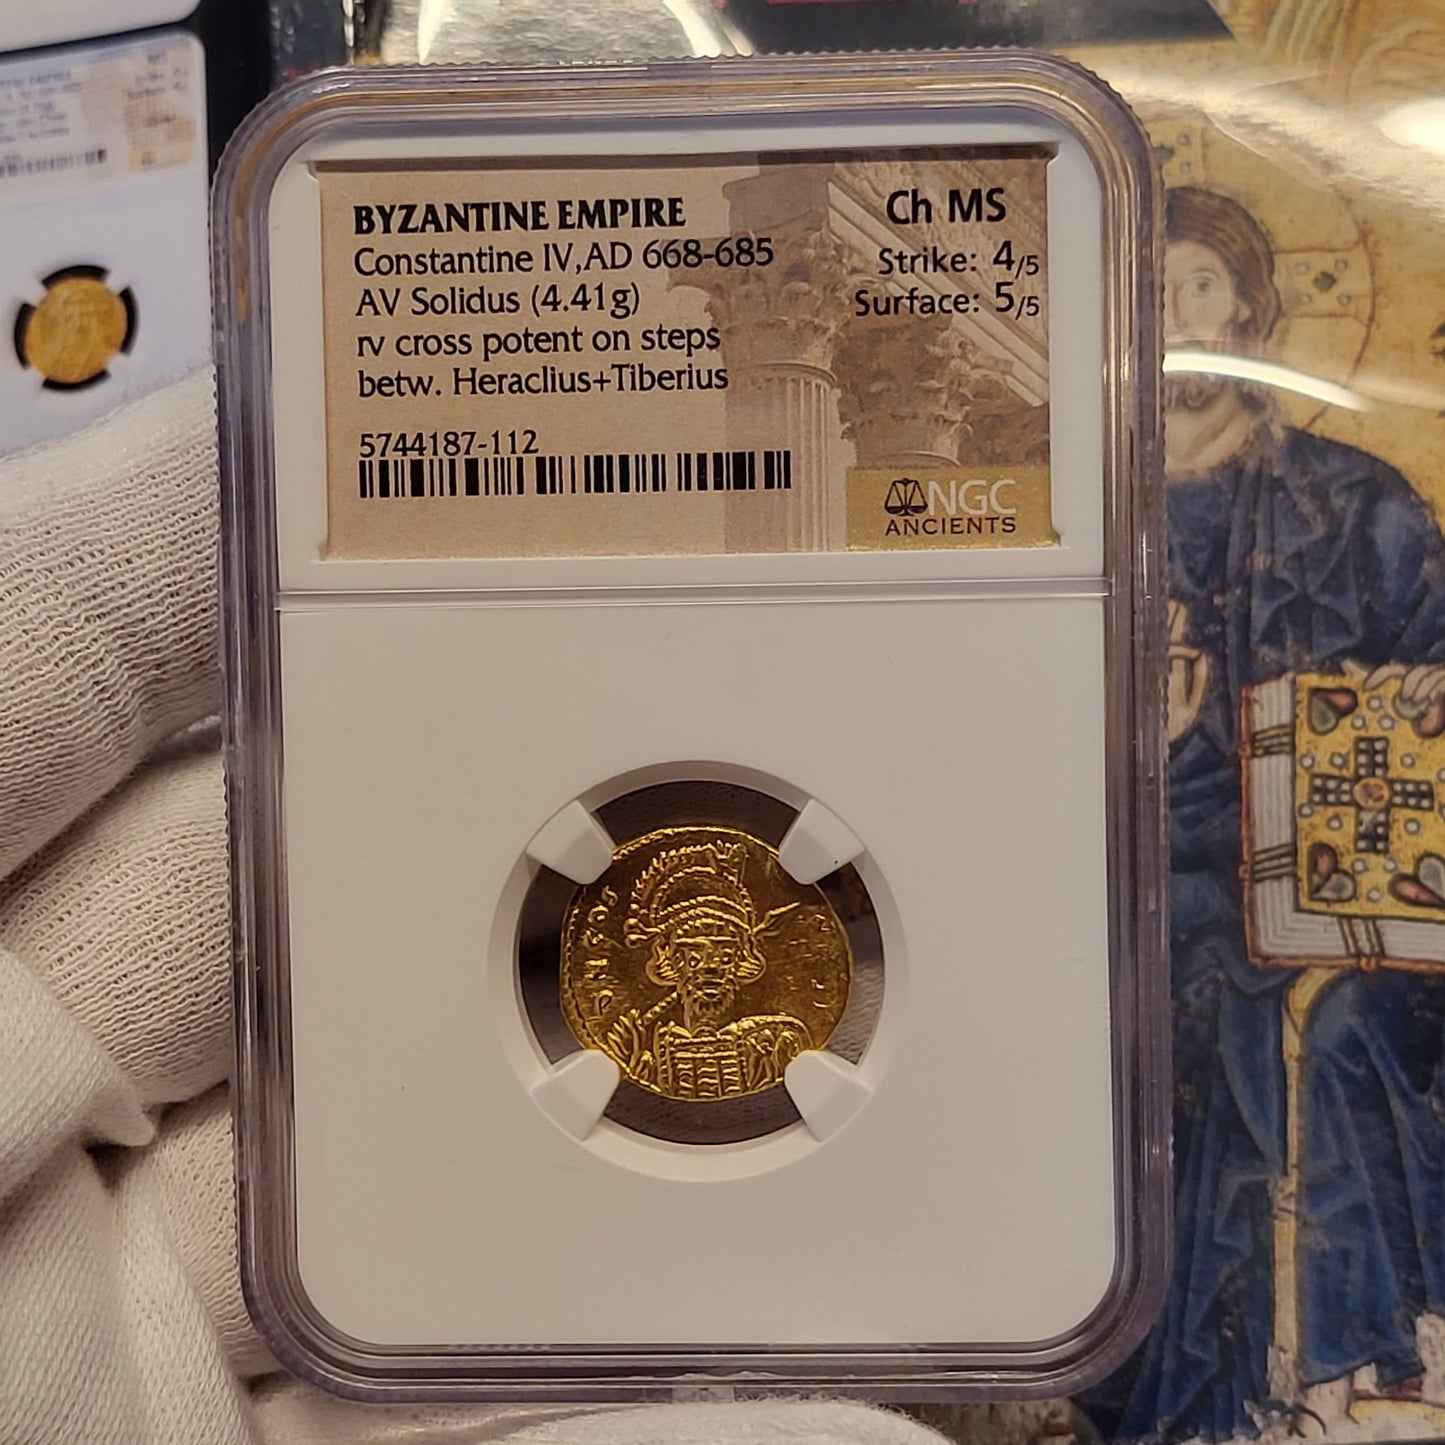 BYZANTINE EMPIRE
Constantine IV, AD 668-685
AV Solidus (4.41g)
rv cross potent on steps
betw. Heraclius+Tiberius
5744187-112
Ch MS
Strike: 4/5
Surface: 5/5
NGC
ANCIENTS